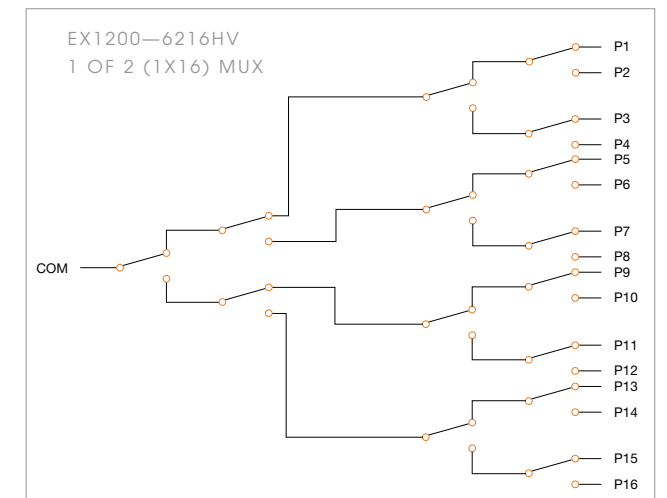 EX1200—6216HV
1 OF 2 (1X16) MUX
P1
P2
P3
P4
P5
P6
P7
P8
COM
P9
P10
P11
P12
P13
P14
P15
P16